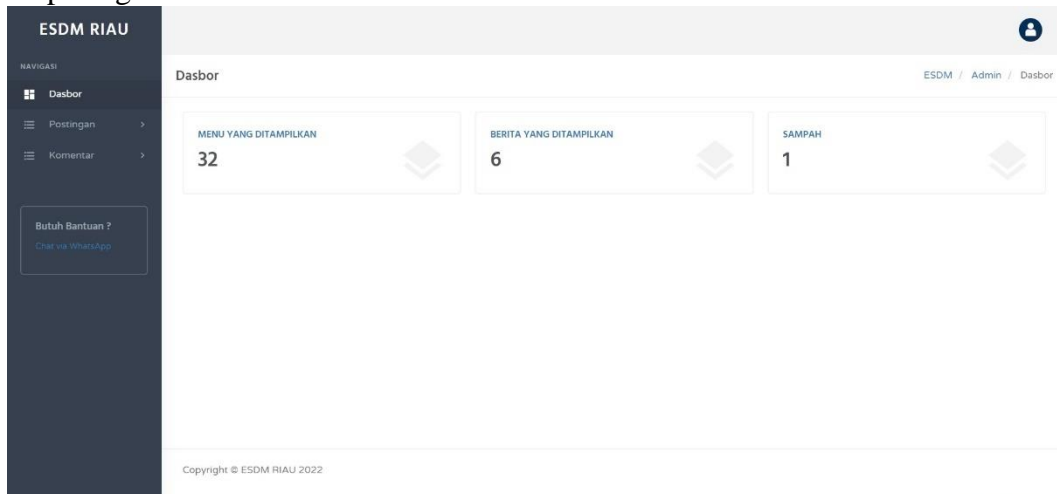 ESDM RIAU
NAVIGASI
Dasbor
Postingan
Komentar
Butuh Bantuan ?
Chat via WhatsApp
Dasbor
ESDM / Admin / Dasbor
MENU YANG DITAMPILKAN
32
BERITA YANG DITAMPILKAN
6
SAMPAH
1
Copyright © ESDM RIAU 2022